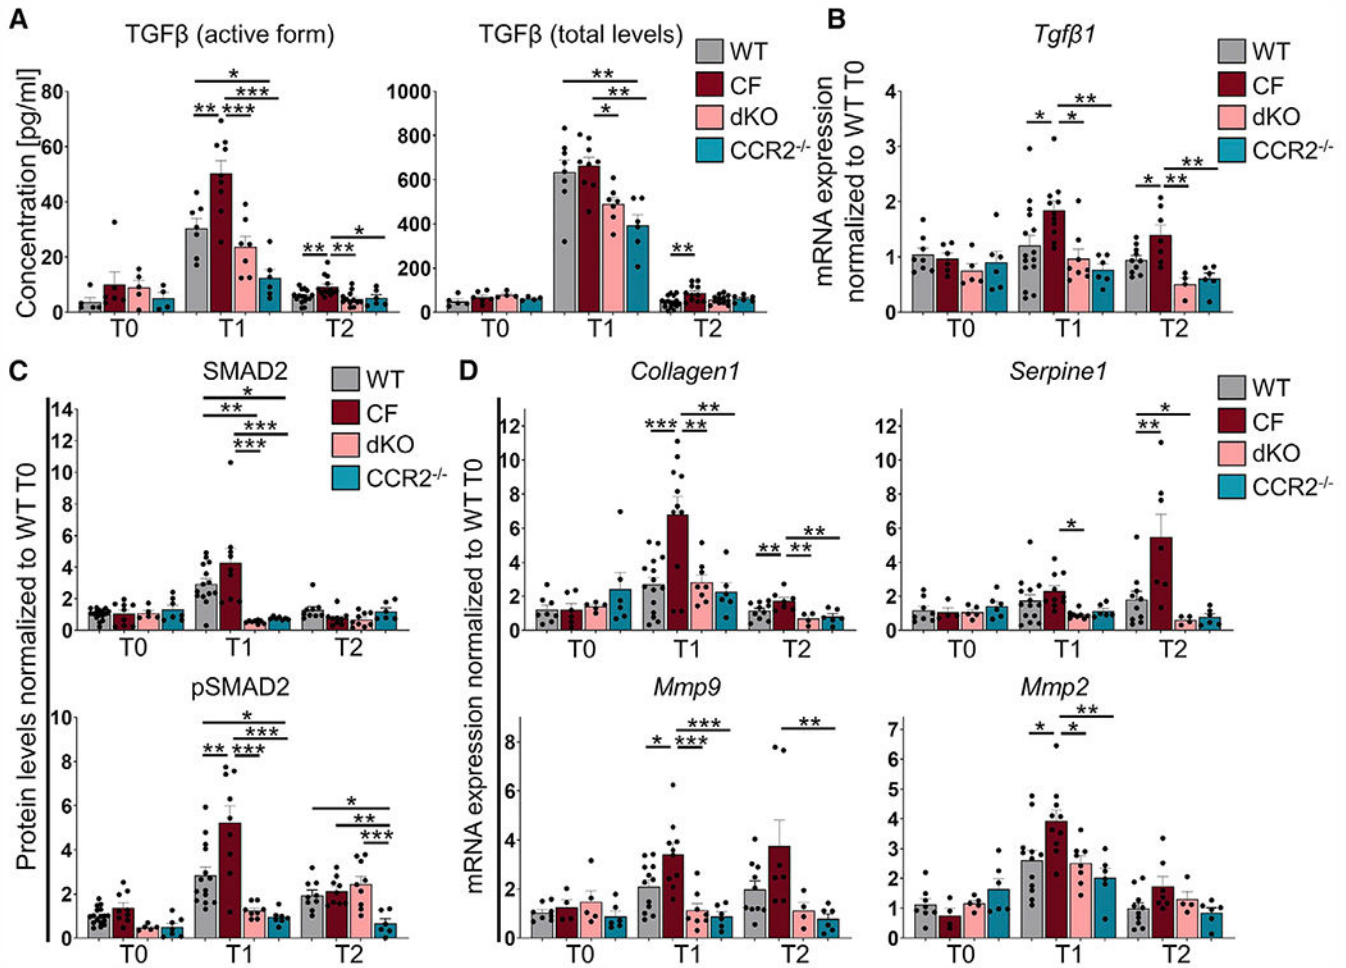 A
TGFβ (active form)
TGFβ (total levels)
WT
CF
dKO
CCR2-/-
Concentration [pg/ml]
80
60
40
20
0
* *** ** ***
** ** *
T0 T1 T2
1000
800
600
400
200
0
** ** *
**
T0 T1 T2
B
Tgfβ1
WT
CF
dKO
CCR2-/-
mRNA expression
normalized to WT T0
4
3
2
1
0
** * *
** * **
T0 T1 T2
C
SMAD2
WT
CF
dKO
CCR2-/-
Protein levels normalized to WT T0
14
12
10
8
6
4
2
0
* ** *** ***
T0 T1 T2
pSMAD2
10
8
6
4
2
0
* *** ** ***
* ** ***
T0 T1 T2
D
Collagen1
mRNA expression normalized to WT T0
12
10
8
6
4
2
0
** *** **
** ** **
T0 T1 T2
Serpine1
WT
CF
dKO
CCR2-/-
12
10
8
6
4
2
0
*
* **
T0 T1 T2
Mmp9
8
6
4
2
0
*** * ***
**
T0 T1 T2
Mmp2
7
6
5
4
3
2
1
0
** * *
T0 T1 T2